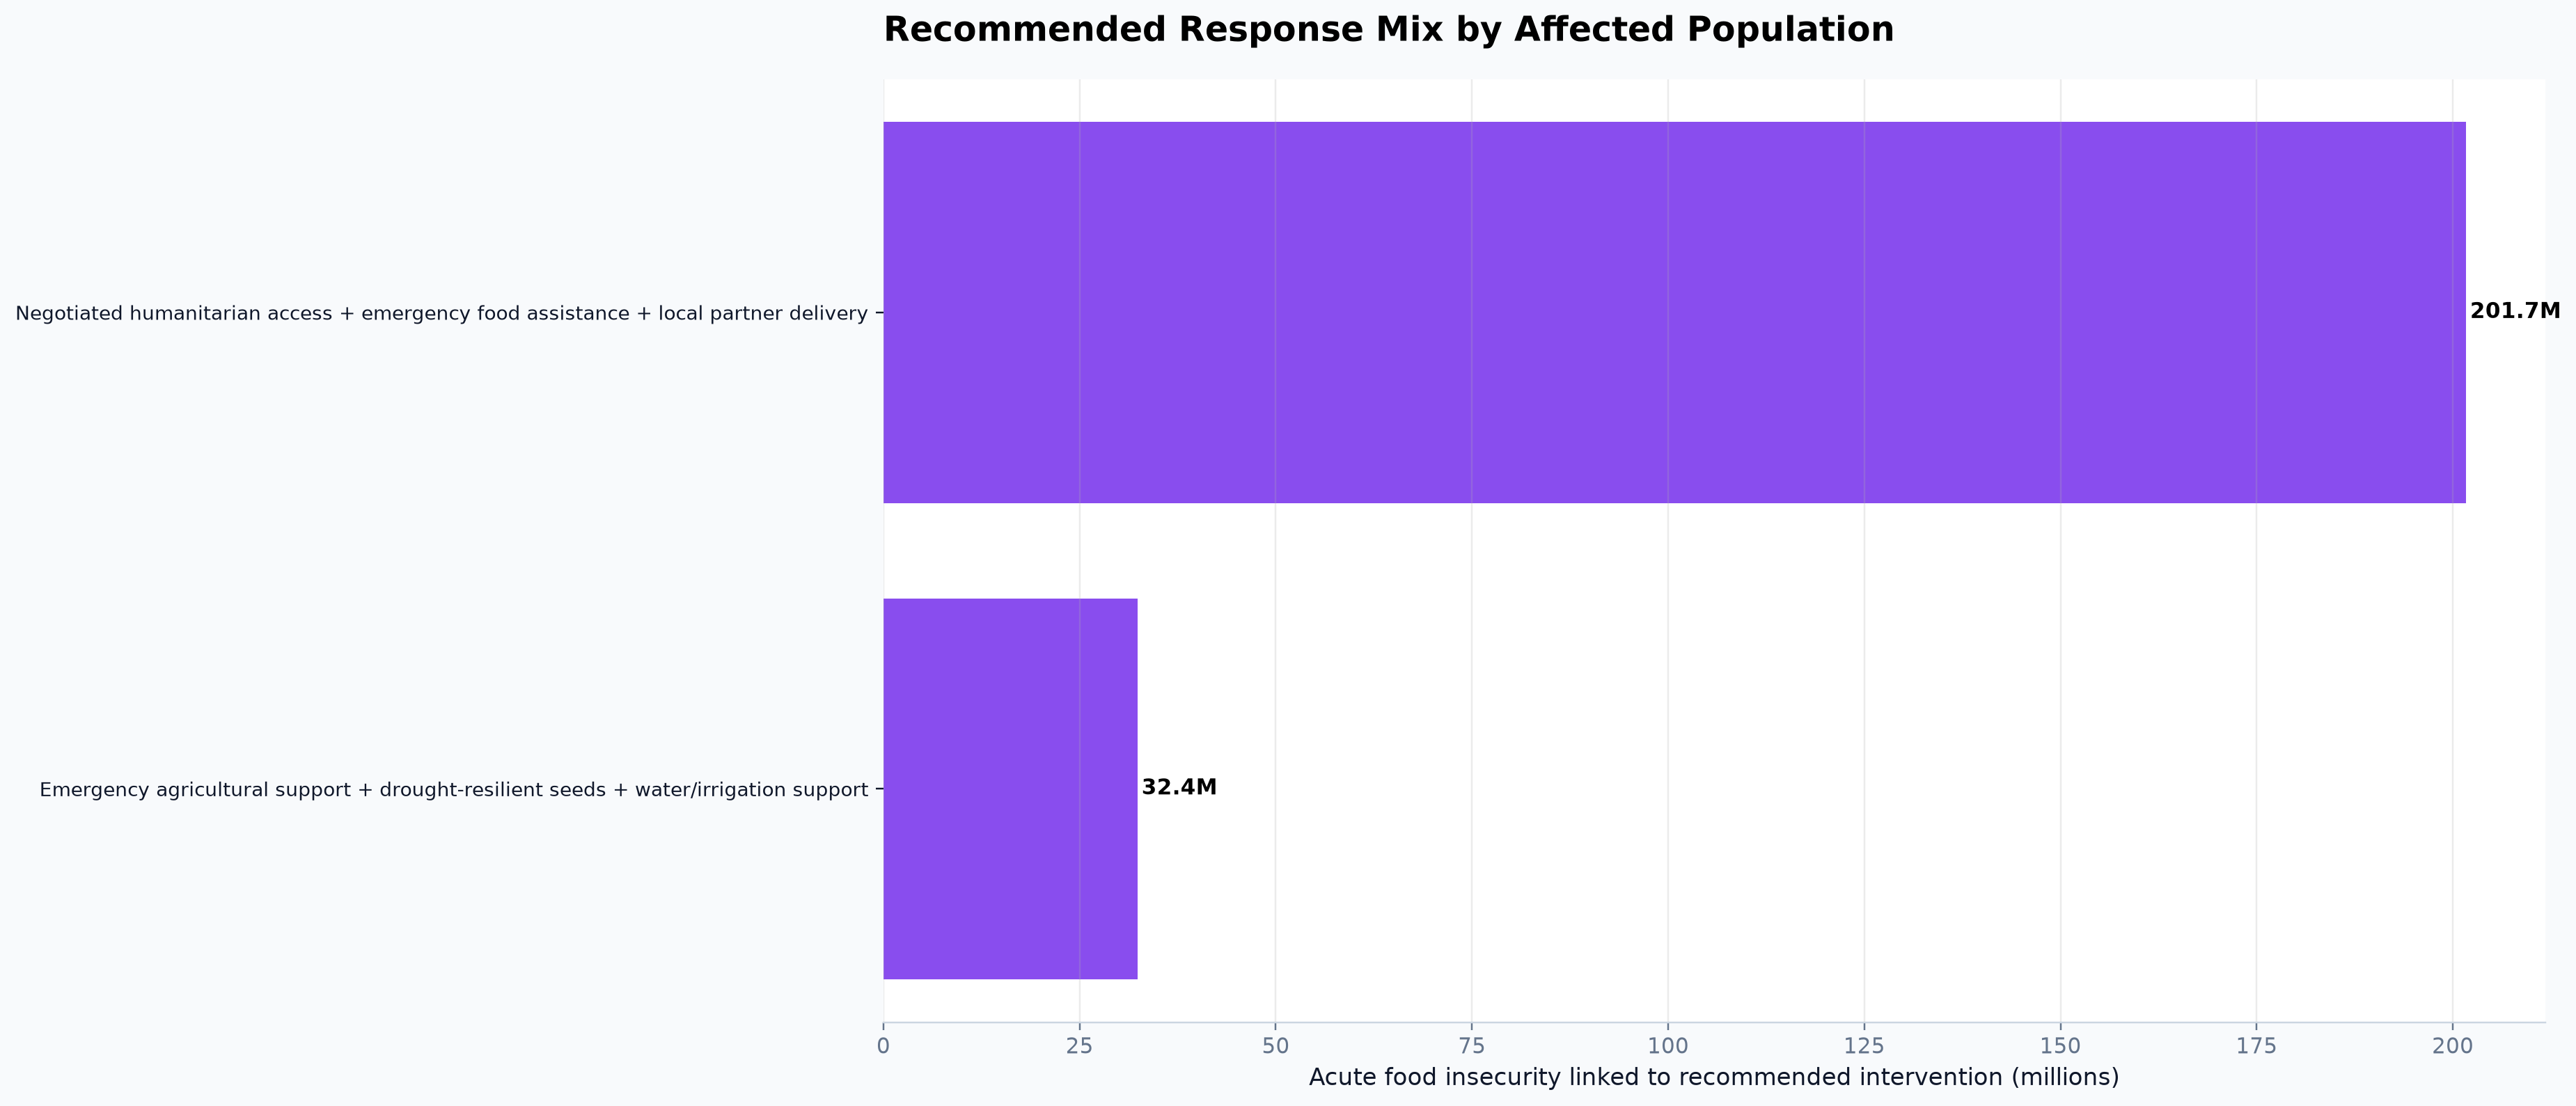 Recommended Response Mix by Affected Population
Negotiated humanitarian access + emergency food assistance + local partner delivery
201.7M
Emergency agricultural support + drought-resilient seeds + water/irrigation support
32.4M
0 25 50 75 100 125 150 175 200
Acute food insecurity linked to recommended intervention (millions)